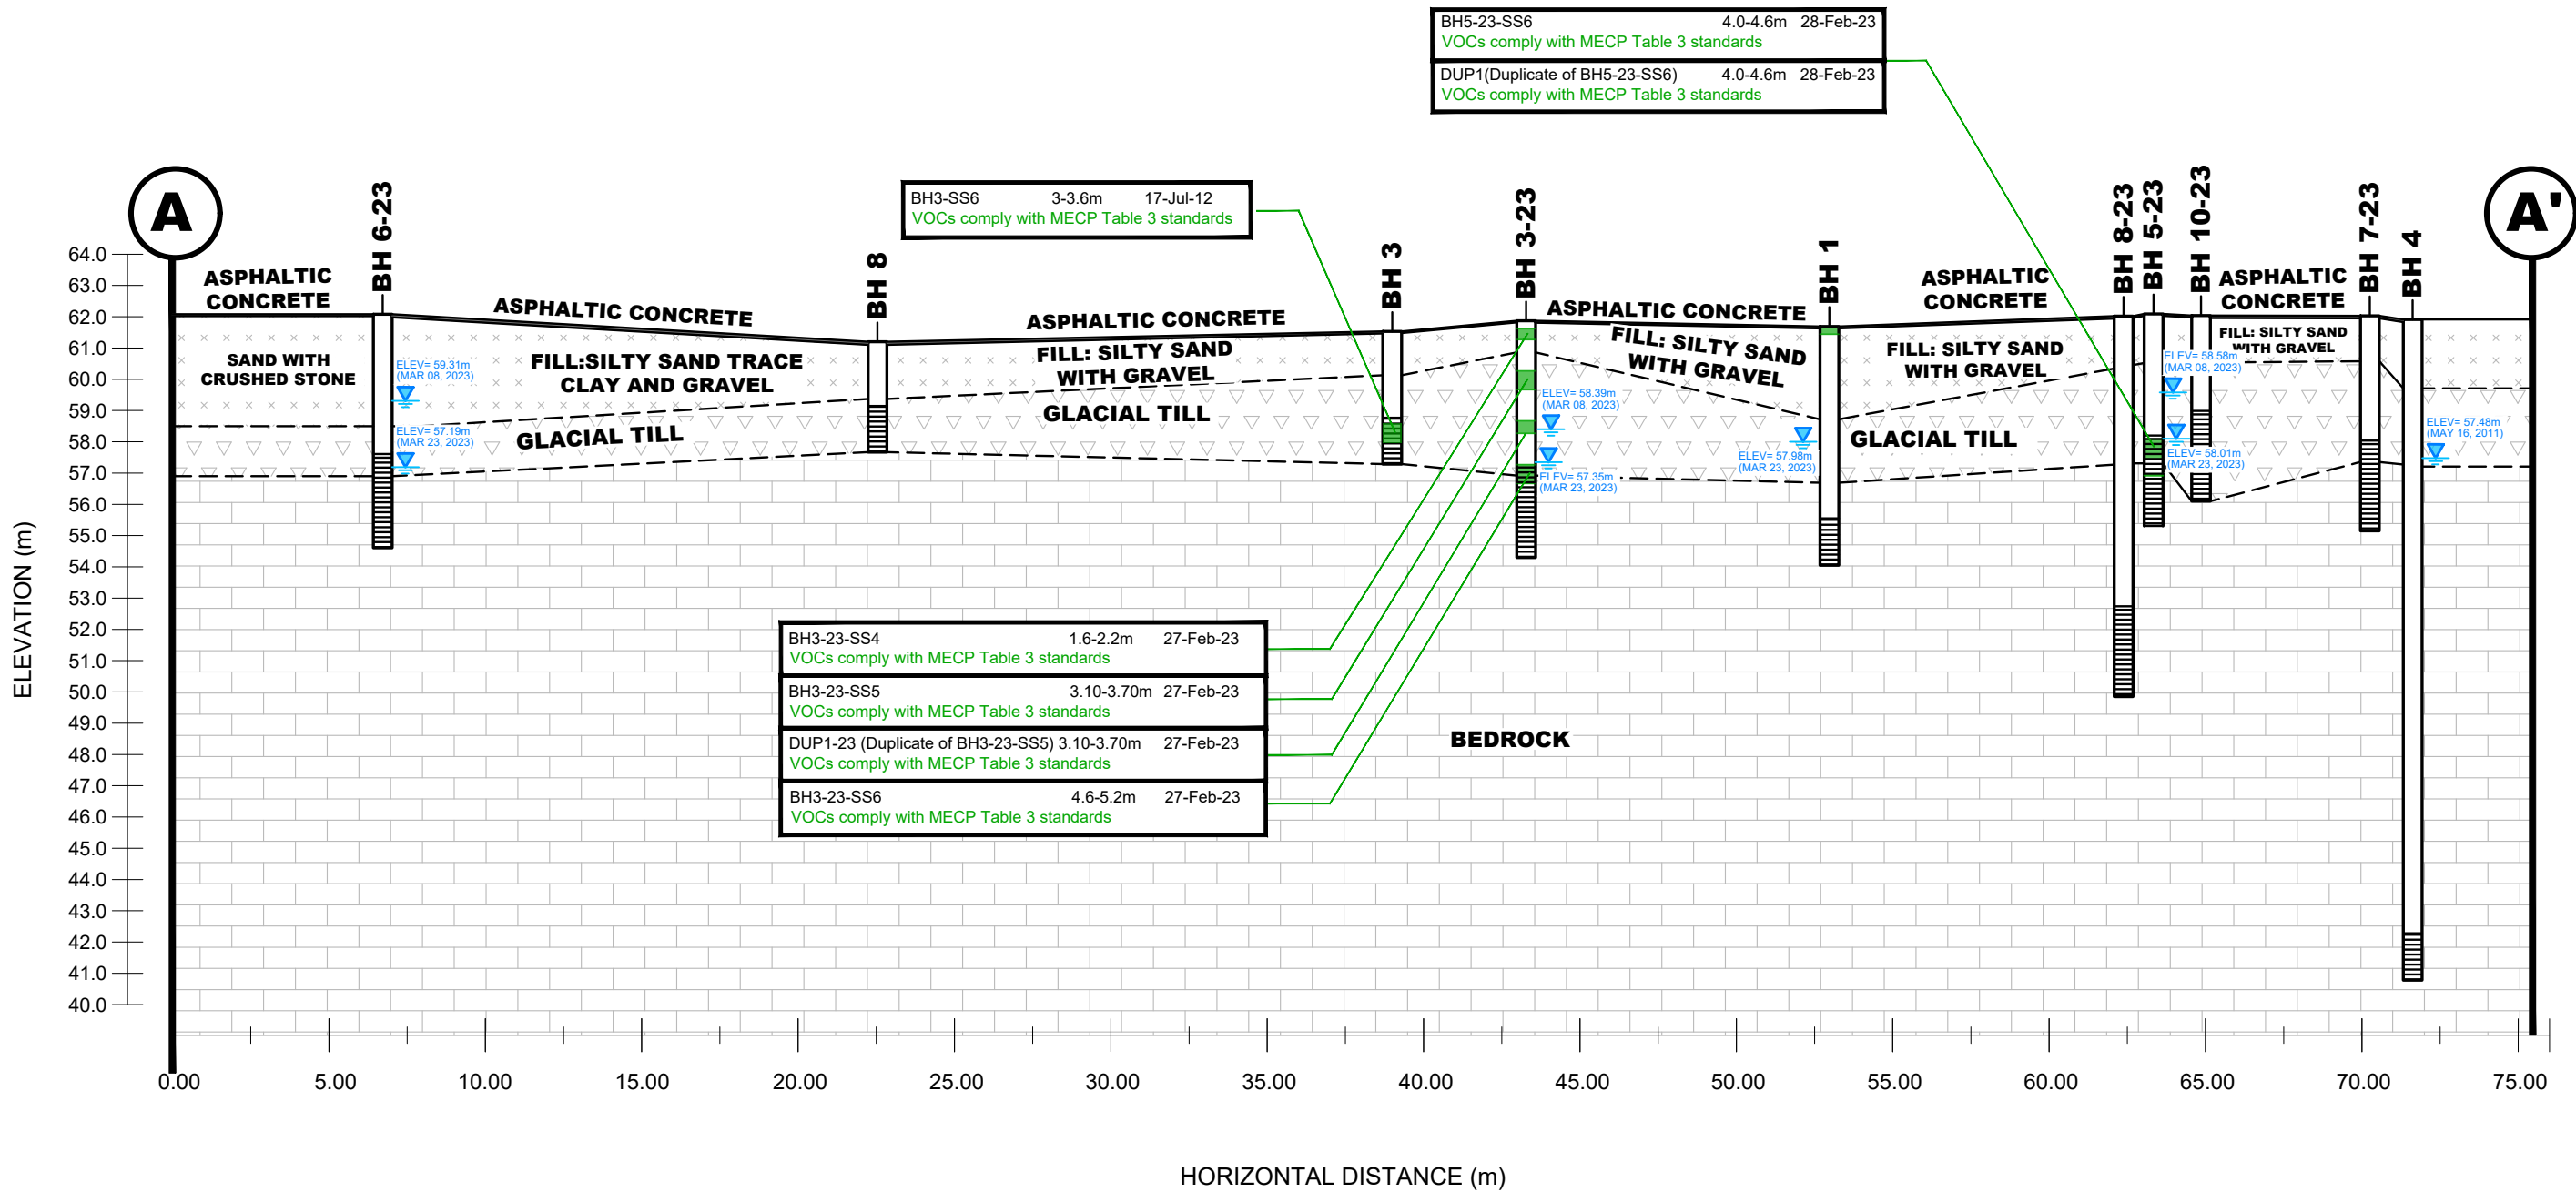 BH5-23-SS6 4.0-4.6m 28-Feb-23
VOCs comply with MECP Table 3 standards
DUP1(Duplicate of BH5-23-SS6) 4.0-4.6m 28-Feb-23
VOCs comply with MECP Table 3 standards
BH3-SS6 3-3.6m 17-Jul-12
VOCs comply with MECP Table 3 standards
A
A'
BH 6-23
BH 8
BH 3
BH 3-23
BH 1
BH 8-23
BH 5-23
BH 10-23
BH 7-23
BH 4
ASPHALTIC
CONCRETE
ASPHALTIC CONCRETE
ASPHALTIC CONCRETE
ASPHALTIC CONCRETE
ASPHALTIC
CONCRETE
ASPHALTIC
CONCRETE
SAND WITH
CRUSHED STONE
FILL:SILTY SAND TRACE
CLAY AND GRAVEL
FILL: SILTY SAND
WITH GRAVEL
FILL: SILTY SAND
WITH GRAVEL
FILL: SILTY SAND
WITH GRAVEL
FILL: SILTY SAND
WITH GRAVEL
ELEV= 59.31m
(MAR 08, 2023)
ELEV= 57.19m
(MAR 23, 2023)
ELEV= 58.39m
(MAR 08, 2023)
ELEV= 57.35m
(MAR 23, 2023)
ELEV= 57.98m
(MAR 23, 2023)
ELEV= 58.58m
(MAR 08, 2023)
ELEV= 58.01m
(MAR 23, 2023)
ELEV= 57.48m
(MAY 16, 2011)
GLACIAL TILL
GLACIAL TILL
GLACIAL TILL
BH3-23-SS4 1.6-2.2m 27-Feb-23
VOCs comply with MECP Table 3 standards
BH3-23-SS5 3.10-3.70m 27-Feb-23
VOCs comply with MECP Table 3 standards
DUP1-23 (Duplicate of BH3-23-SS5) 3.10-3.70m 27-Feb-23
VOCs comply with MECP Table 3 standards
BH3-23-SS6 4.6-5.2m 27-Feb-23
VOCs comply with MECP Table 3 standards
BEDROCK
ELEVATION (m)
64.0
63.0
62.0
61.0
60.0
59.0
58.0
57.0
56.0
55.0
54.0
53.0
52.0
51.0
50.0
49.0
48.0
47.0
46.0
45.0
44.0
43.0
42.0
41.0
40.0
0.00 5.00 10.00 15.00 20.00 25.00 30.00 35.00 40.00 45.00 50.00 55.00 60.00 65.00 70.00 75.00
HORIZONTAL DISTANCE (m)